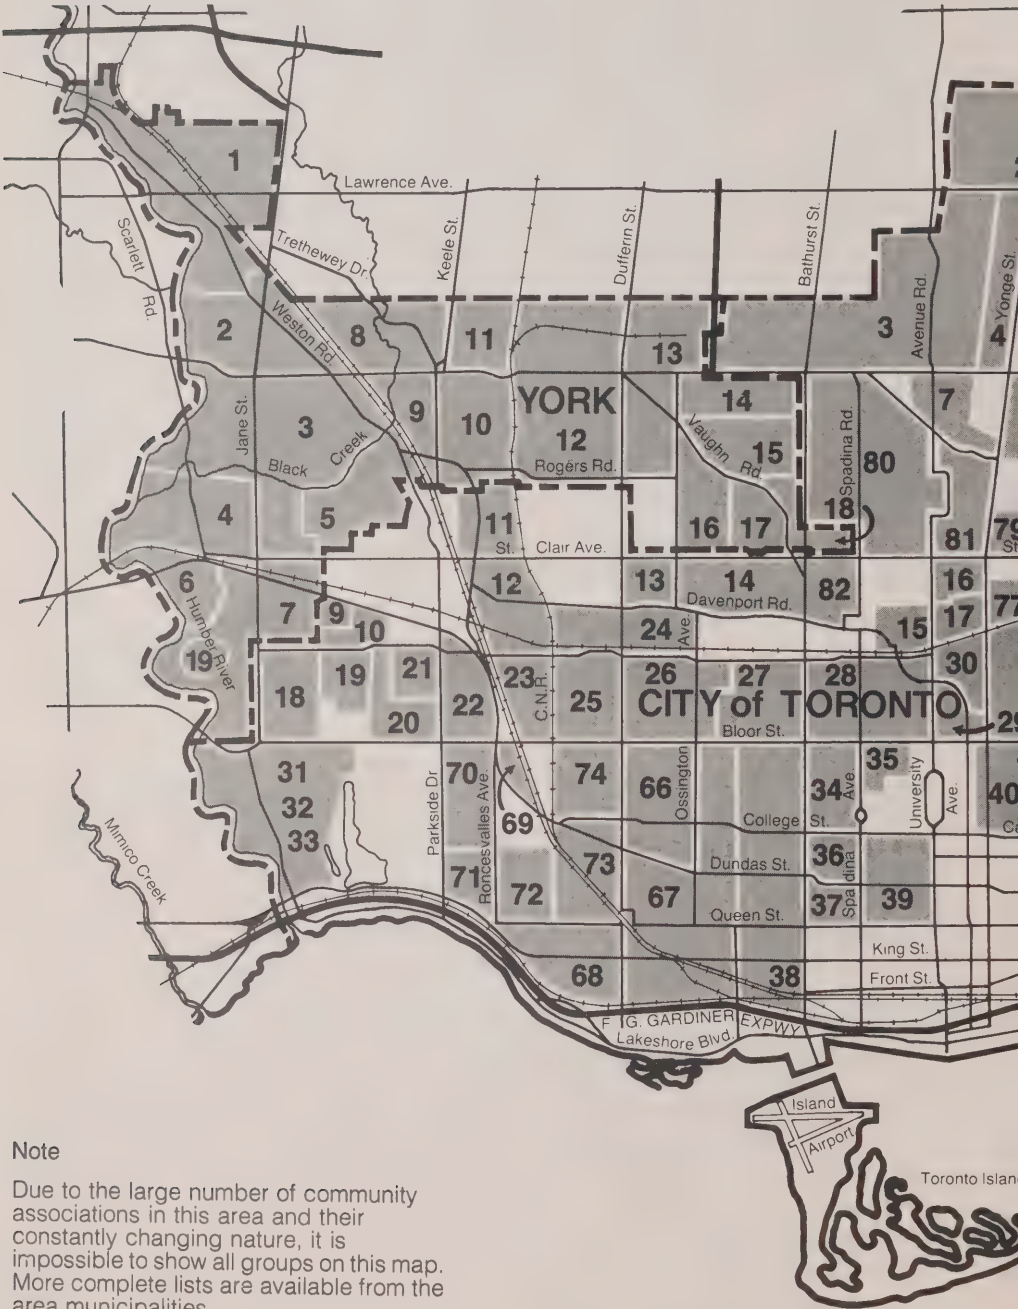 1
Lawrence Ave.
Scarlett Rd.
Trethewey Dr.
Keele St.
Dufferin St.
Bathurst St.
Avenue Rd.
Yonge St.
2
Weston Rd.
8
11
13
3
4
Jane St.
3
9
10
YORK
12
Rogers Rd.
14
Vaughn Rd.
15
Spadina Rd.
80
7
Black Creek
4
5
11
16
17
18
81
79
St. Clair Ave.
6
Humber River
7
9
10
12
13
14
Davenport Rd.
82
16
17
77
15
24
Ave.
19
18
19
21
20
22
23
C.N.R.
25
26
27
28
30
CITY of TORONTO
Bloor St.
29
31
32
33
Parkside Dr
70
Roncesvalles Ave.
69
74
66
Ossington
34
Ave.
35
University Ave.
40
College St.
Mimico Creek
71
72
73
67
Dundas St.
36
Spadina
37
39
Queen St.
King St.
68
38
Front St.
F G. GARDINER EXPWY
Lakeshore Blvd.
Island
Airport
Toronto Islan
Note
Due to the large number of community
associations in this area and their
constantly changing nature, it is
impossible to show all groups on this map.
More complete lists are available from the
area municipalities